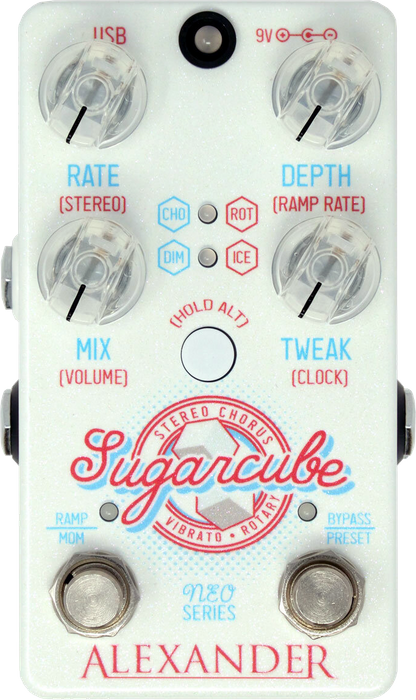 USB
9V
RATE
DEPTH
(STEREO)
(RAMP RATE)
CHO
ROT
DIM
ICE
(HOLD ALT)
MIX
TWEAK
(VOLUME)
(CLOCK)
STEREO CHORUS
Sugarcube
VIBRATO • ROTARY
RAMP
MOM
BYPASS
PRESET
NEO
SERIES
ALEXANDER